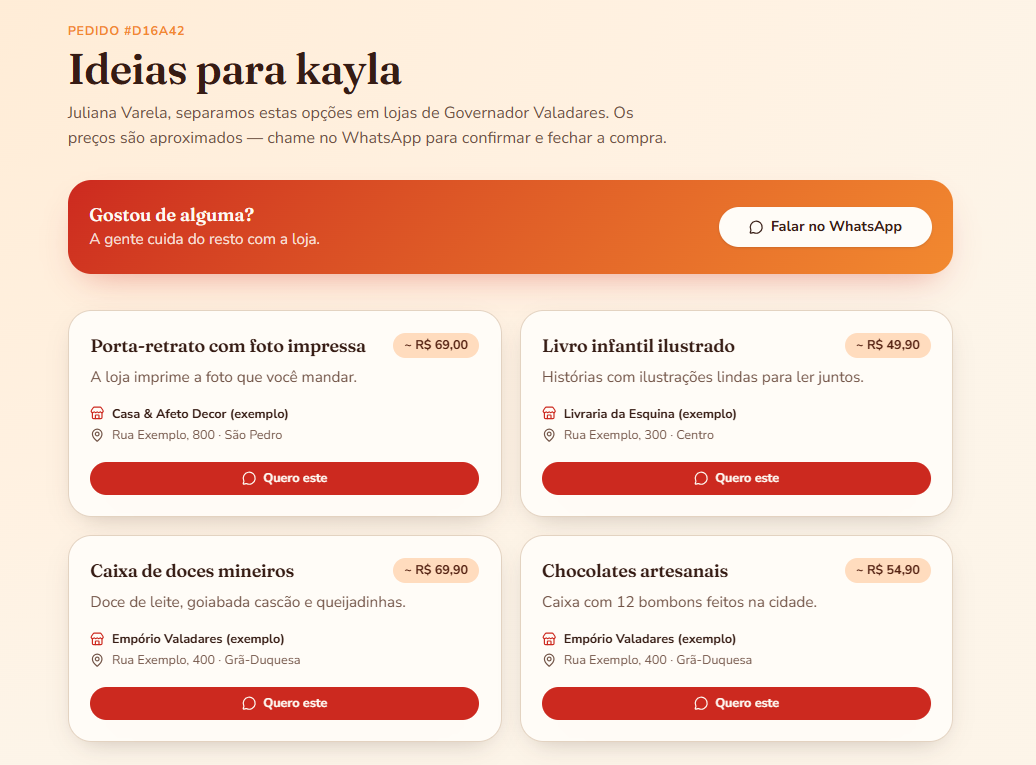 PEDIDO #D16A42
Ideias para kayla
Juliana Varela, separamos estas opções em lojas de Governador Valadares. Os
preços são aproximados — chame no WhatsApp para confirmar e fechar a compra.
Gostou de alguma?
A gente cuida do resto com a loja.
Falar no WhatsApp
Porta-retrato com foto impressa
~ R$ 69,00
A loja imprime a foto que você mandar.
Casa & Afeto Decor (exemplo)
Rua Exemplo, 800 · São Pedro
Quero este
Livro infantil ilustrado
~ R$ 49,90
Histórias com ilustrações lindas para ler juntos.
Livraria da Esquina (exemplo)
Rua Exemplo, 300 · Centro
Quero este
Caixa de doces mineiros
~ R$ 69,90
Doce de leite, goiabada cascão e queijadinhas.
Empório Valadares (exemplo)
Rua Exemplo, 400 · Grã-Duquesa
Quero este
Chocolates artesanais
~ R$ 54,90
Caixa com 12 bombons feitos na cidade.
Empório Valadares (exemplo)
Rua Exemplo, 400 · Grã-Duquesa
Quero este